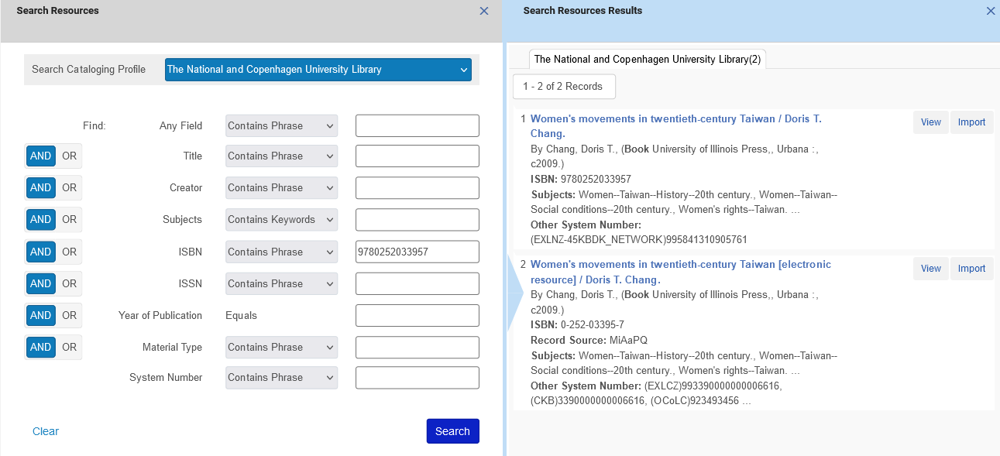 Search Resources
Search Cataloging Profile The National and Copenhagen University Library
Find: Any Field Contains Phrase
AND OR Title Contains Phrase
AND OR Creator Contains Phrase
AND OR Subjects Contains Keywords
AND OR ISBN Contains Phrase 9780252033957
AND OR ISSN Contains Phrase
AND OR Year of Publication Equals
AND OR Material Type Contains Phrase
System Number Contains Phrase
Clear Search
Search Resources Results
The National and Copenhagen University Library(2)
1 - 2 of 2 Records
1 Women's movements in twentieth-century Taiwan / Doris T. View Import
Chang.
By Chang, Doris T., (Book University of Illinois Press,, Urbana :,
c2009.)
ISBN: 9780252033957
Subjects: Women--Taiwan--History--20th century., Women--Taiwan--
Social conditions--20th century., Women's rights--Taiwan. ...
Other System Number:
(EXLNZ-45KBDK_NETWORK)995841310905761
2 Women's movements in twentieth-century Taiwan [electronic View Import
resource] / Doris T. Chang.
By Chang, Doris T., (Book University of Illinois Press,, Urbana :,
c2009.)
ISBN: 0-252-03395-7
Record Source: MiAaPQ
Subjects: Women--Taiwan--History--20th century., Women--Taiwan--
Social conditions--20th century., Women's rights--Taiwan. ...
Other System Number: (EXLCZ)993390000000006616,
(CKB)3390000000006616, (OCoLC)923493456 ...